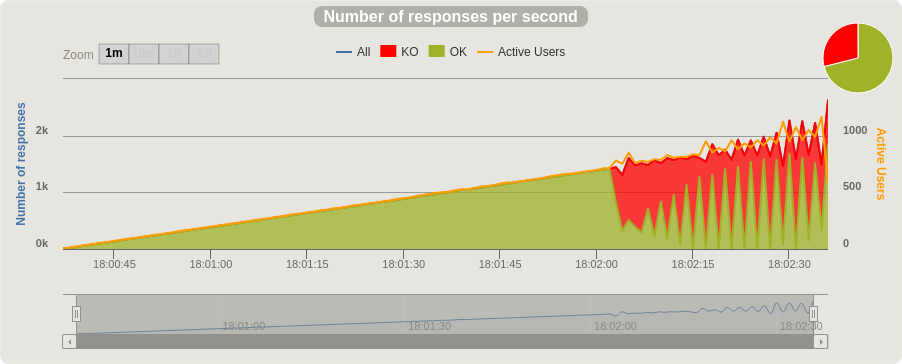 Number of responses per second
Zoom 1m 10m 1h All
All KO OK Active Users
Number of responses
2k
1k
0k
1000
500
0
Active Users
18:00:45 18:01:00 18:01:15 18:01:30 18:01:45 18:02:00 18:02:15 18:02:30
18:01:00 18:01:30 18:02:00 18:02:30